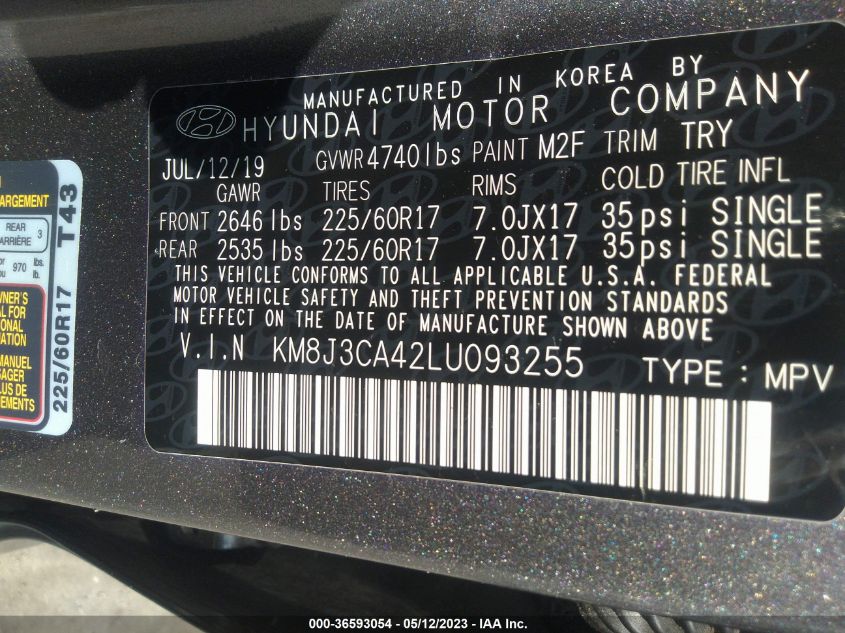 MANUFACTURED IN KOREA BY
HYUNDAI MOTOR COMPANY
JUL/12/19 GVWR 4740lbs PAINT M2F TRIM TRY
GAWR TIRES RIMS COLD TIRE INFL
FRONT 2646 lbs 225/60R17 7.0JX17 35psi SINGLE
REAR 2535 lbs 225/60R17 7.0JX17 35psi SINGLE
THIS VEHICLE CONFORMS TO ALL APPLICABLE U.S.A. FEDERAL
MOTOR VEHICLE SAFETY AND THEFT PREVENTION STANDARDS
IN EFFECT ON THE DATE OF MANUFACTURE SHOWN ABOVE
V.I.N KM8J3CA42LU093255 TYPE : MPV
REAR 3
970 lbs.
lb.
MANUEL
225/60R17 T43
000-36593054 - 05/12/2023 - IAA Inc.